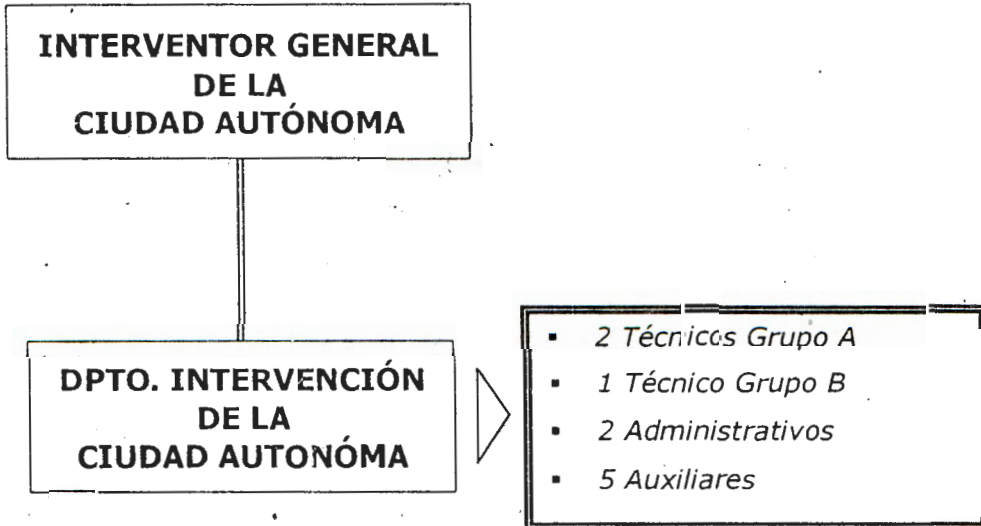 INTERVENTOR GENERAL
DE LA
CIUDAD AUTÓNOMA
DPTO. INTERVENCIÓN
DE LA
CIUDAD AUTONÓMA
▪ 2 Técnicos Grupo A
▪ 1 Técnico Grupo B
▪ 2 Administrativos
▪ 5 Auxiliares